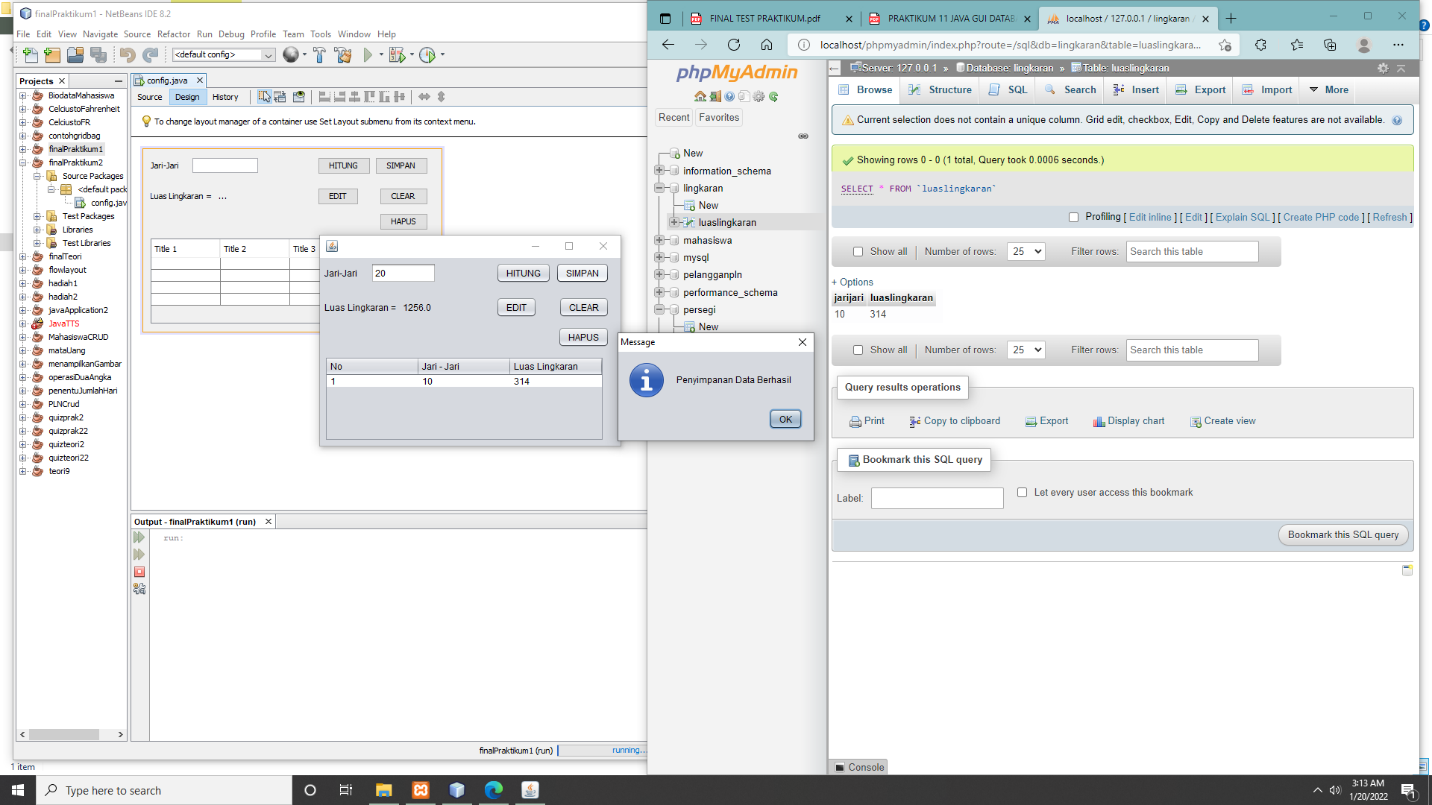 finalPraktikum1 - NetBeans IDE 8.2
File Edit View Navigate Source Refactor Run Debug Profile Team Tools Window Help
<default config>
Projects
BiodataMahasiswa
CelciustoFahrenheit
CelciustoFR
contohgridbag
finalPraktikum1
finalPraktikum2
Source Packages
<default pack
config.jav
Test Packages
Libraries
Test Libraries
finalTeori
flowlayout
hadiah1
hadiah2
javaApplication2
JavaTTS
MahasiswaCRUD
mataUang
menampilkanGambar
operasiDuaAngka
penentuJumlahHari
PLNCrud
quizprak2
quizprak22
quizteori2
quizteori22
teori9
config.java
Source Design History
To change layout manager of a container use Set Layout submenu from its context menu.
Jari-Jari HITUNG SIMPAN
Luas Lingkaran = ... EDIT CLEAR
HAPUS
Title 1 Title 2 Title 3
Jari-Jari 20 HITUNG SIMPAN
Luas Lingkaran = 1256.0 EDIT CLEAR
HAPUS
No Jari - Jari Luas Lingkaran
1 10 314
Message
Penyimpanan Data Berhasil
OK
Output - finalPraktikum1 (run)
run:
finalPraktikum1 (run) running...
1 item
FINAL TEST PRAKTIKUM.pdf
PRAKTIKUM 11 JAVA GUI DATAB
localhost / 127.0.0.1 / lingkaran /
localhost/phpmyadmin/index.php?route=/sql&db=lingkaran&table=luaslingkara...
phpMyAdmin
Recent Favorites
New
information_schema
lingkaran
New
luaslingkaran
mahasiswa
mysql
pelangganpln
performance_schema
persegi
New
Server: 127.0.0.1 » Database: lingkaran » Table: luaslingkaran
Browse Structure SQL Search Insert Export Import More
Current selection does not contain a unique column. Grid edit, checkbox, Edit, Copy and Delete features are not available.
Showing rows 0 - 0 (1 total, Query took 0.0006 seconds.)
SELECT * FROM `luaslingkaran`
Profiling [ Edit inline ] [ Edit ] [ Explain SQL ] [ Create PHP code ] [ Refresh ]
Show all Number of rows: 25 Filter rows: Search this table
+ Options
jarijari luaslingkaran
10 314
Show all Number of rows: 25 Filter rows: Search this table
Query results operations
Print Copy to clipboard Export Display chart Create view
Bookmark this SQL query
Label: Let every user access this bookmark
Bookmark this SQL query
Console
Type here to search
3:13 AM
1/20/2022
1